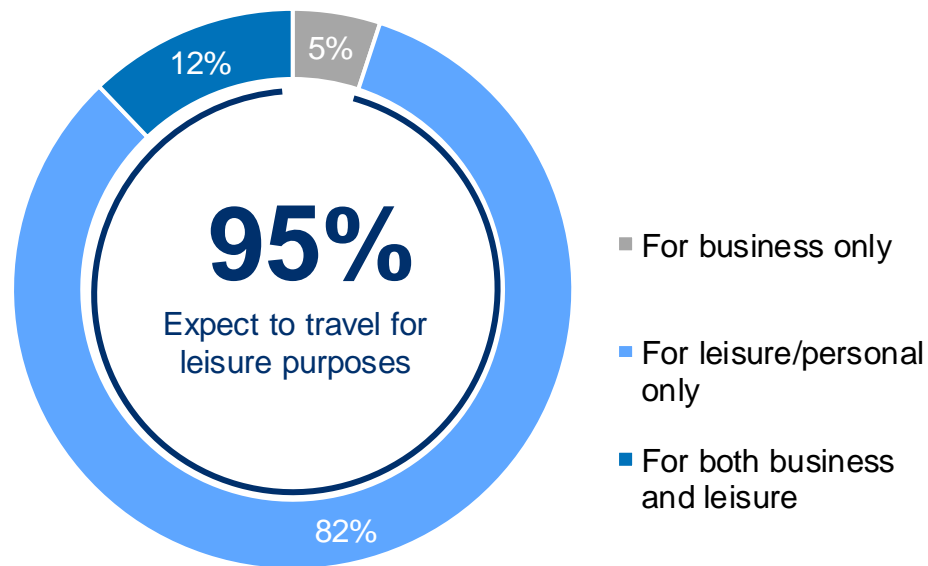 12%
5%
95%
Expect to travel for
leisure purposes
82%
For business only
For leisure/personal
only
For both business
and leisure